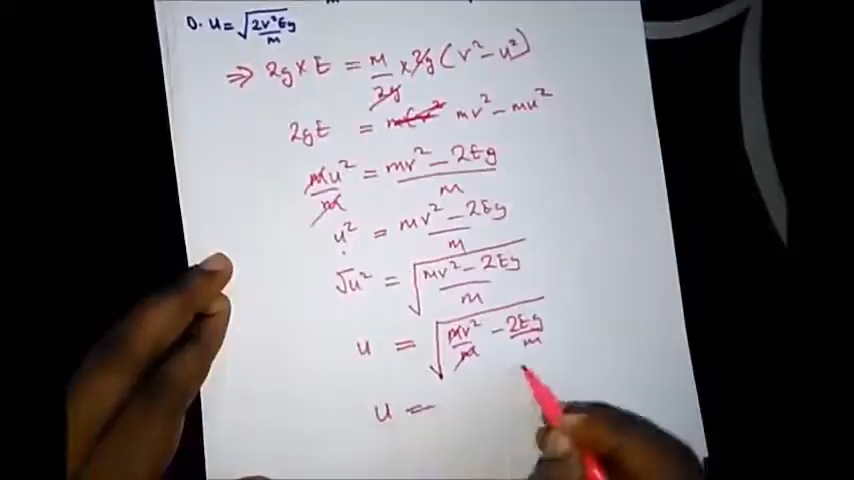 D. u = √(2v²Eg/m)
⇒ 2g × E = M/2g × 2g (v² - u²)
2gE = m(v² mv² - mu²
mu²/m = mv² - 2Eg/m
u² = mv² - 2Eg/m
√u² = √(mv² - 2Eg/m)
u = √(mv²/m - 2Eg/m)
u =